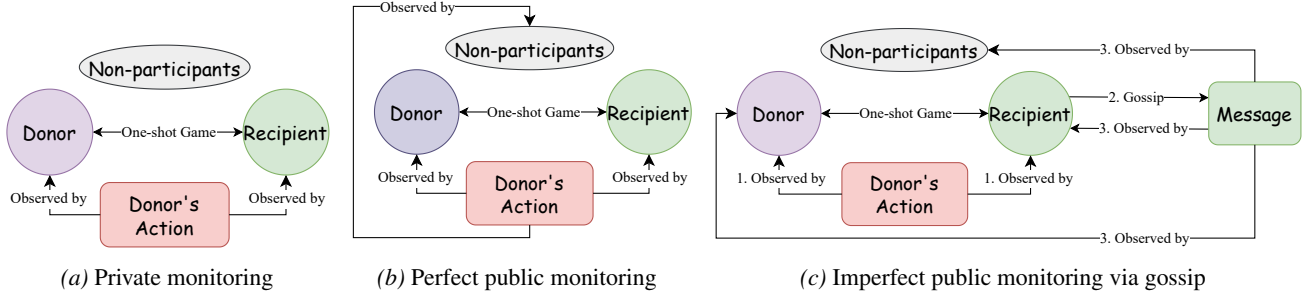 Non-participants
Donor
One-shot Game
Recipient
Observed by
Observed by
Donor's
Action
(a) Private monitoring
Observed by
Non-participants
Donor
One-shot Game
Recipient
Observed by
Observed by
Donor's
Action
(b) Perfect public monitoring
Non-participants
3. Observed by
Donor
One-shot Game
Recipient
2. Gossip
3. Observed by
Message
1. Observed by
1. Observed by
Donor's
Action
3. Observed by
(c) Imperfect public monitoring via gossip